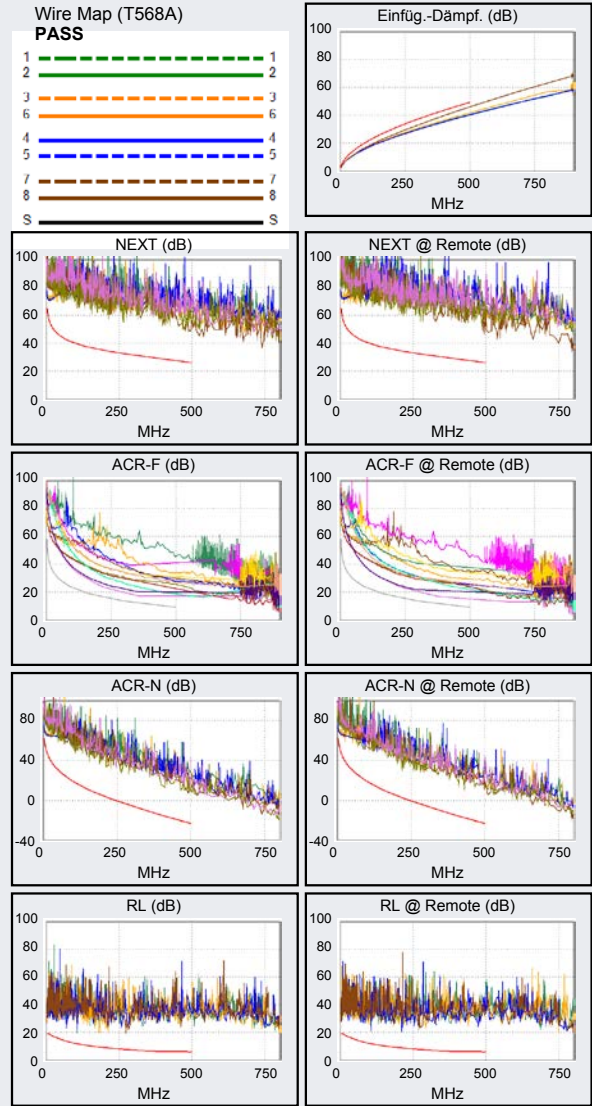 Wire Map (T568A)
PASS
1 1
2 2
3 3
6 6
4 4
5 5
7 7
8 8
S S
Einfüg.-Dämpf. (dB)
100
80
60
40
20
0
0 250 500 750
MHz
NEXT (dB)
100
80
60
40
20
0
0 250 500 750
MHz
NEXT @ Remote (dB)
100
80
60
40
20
0
0 250 500 750
MHz
ACR-F (dB)
100
80
60
40
20
0
0 250 500 750
MHz
ACR-F @ Remote (dB)
100
80
60
40
20
0
0 250 500 750
MHz
ACR-N (dB)
80
40
0
-40
0 250 500 750
MHz
ACR-N @ Remote (dB)
80
40
0
-40
0 250 500 750
MHz
RL (dB)
100
80
60
40
20
0
0 250 500 750
MHz
RL @ Remote (dB)
100
80
60
40
20
0
0 250 500 750
MHz